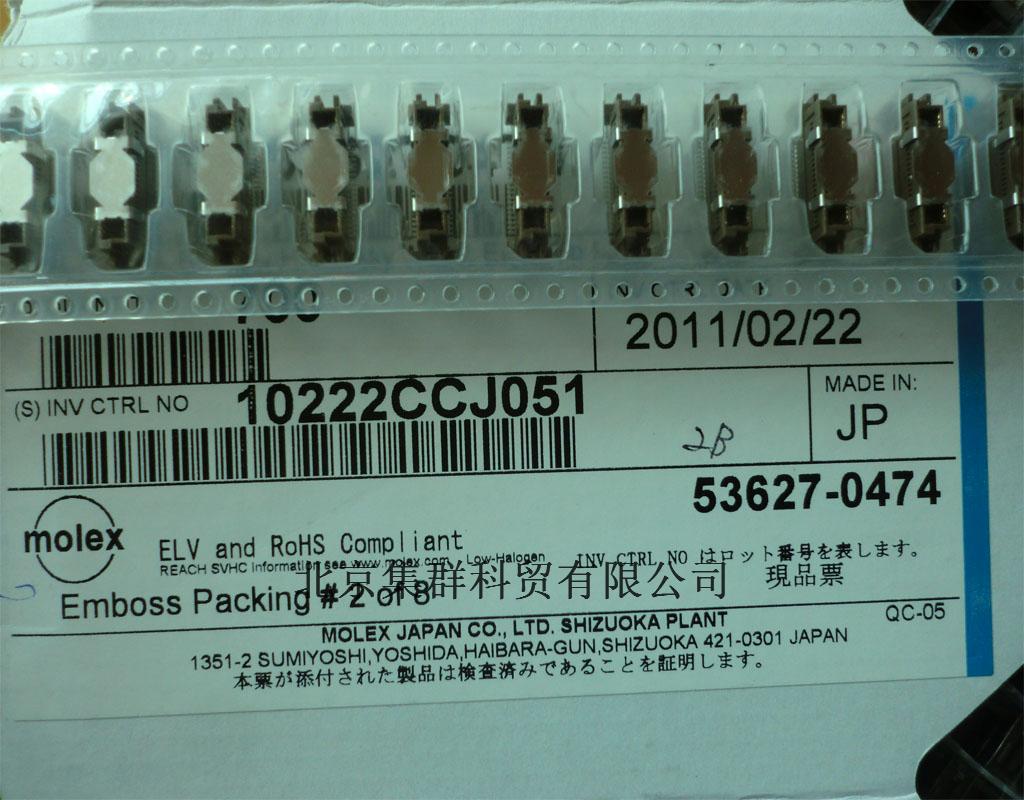 2011/02/22
(S) INV CTRL NO 10222CCJ051
MADE IN:
JP
2B
53627-0474
molex
ELV and RoHS Compliant
REACH SVHC Information see www.molex.com, Low-Halogen
INV CTRL NO はロット番号を表します。
北京集群科贸有限公司
現品票
Emboss Packing # 2 of 8
QC-05
MOLEX JAPAN CO., LTD. SHIZUOKA PLANT
1351-2 SUMIYOSHI,YOSHIDA,HAIBARA-GUN,SHIZUOKA 421-0301 JAPAN
本票が添付された製品は検査済みであることを証明します。